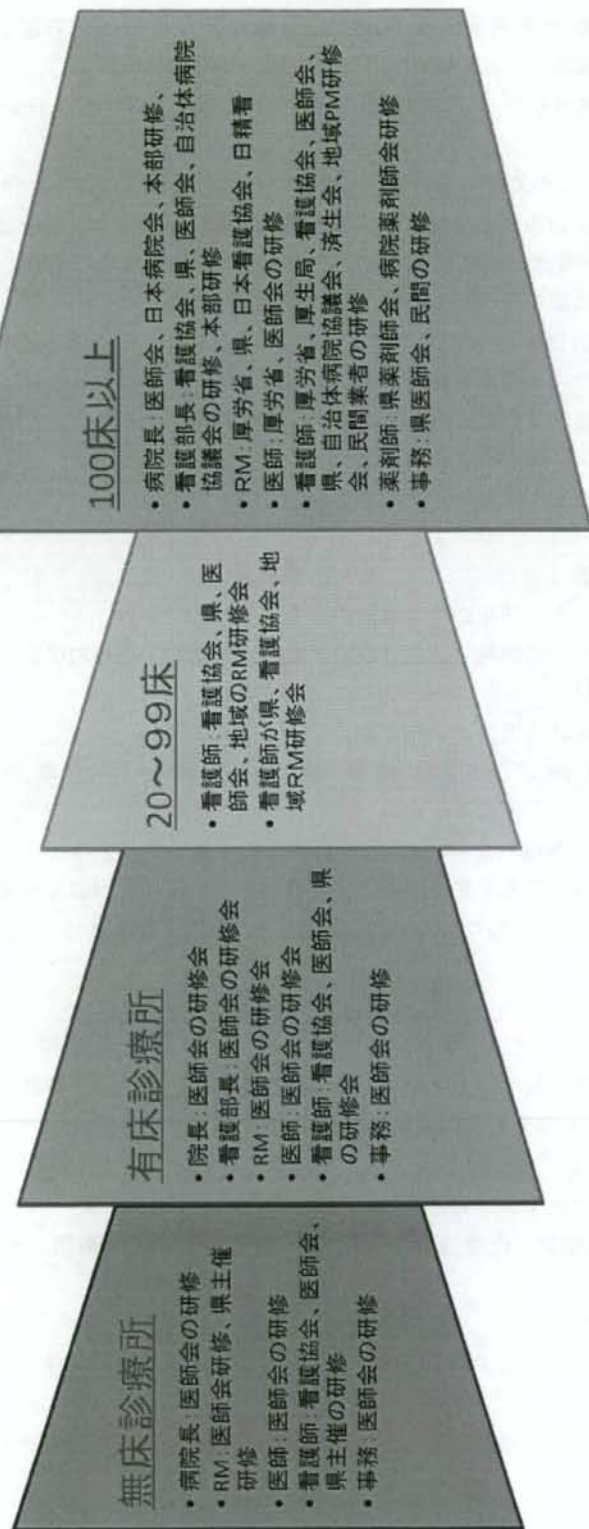 無床診療所
• 病院長：医師会の研修
• RM：医師会研修、県主催
研修
• 医師：医師会の研修
• 看護師：看護協会、医師会、
県主催の研修
• 事務：医師会の研修
有床診療所
• 院長：医師会の研修会
• 看護部長：医師会の研修会
• RM：医師会の研修会
• 医師：医師会の研修会
• 看護師：看護協会、医師会、県
の研修会
• 事務：医師会の研修
20～99床
• 看護師：看護協会、県、医
師会、地域のRM研修会
• 看護師が県、看護協会、地
域RM研修会
100床以上
• 病院長：医師会、日本病院会、本部研修、
• 看護部長：看護協会、県、医師会、自治体病院
協議会の研修、本部研修
• RM：厚労省、県、日本看護協会、日精看
• 医師：厚労省、医師会の研修
• 看護師：厚労省、厚生局、看護協会、医師会、
県、自治体病院協議会、済生会、地域PM研修
会、民間業者の研修
• 薬剤師：県薬剤師会、病院薬剤師会研修
• 事務：県医師会、民間の研修